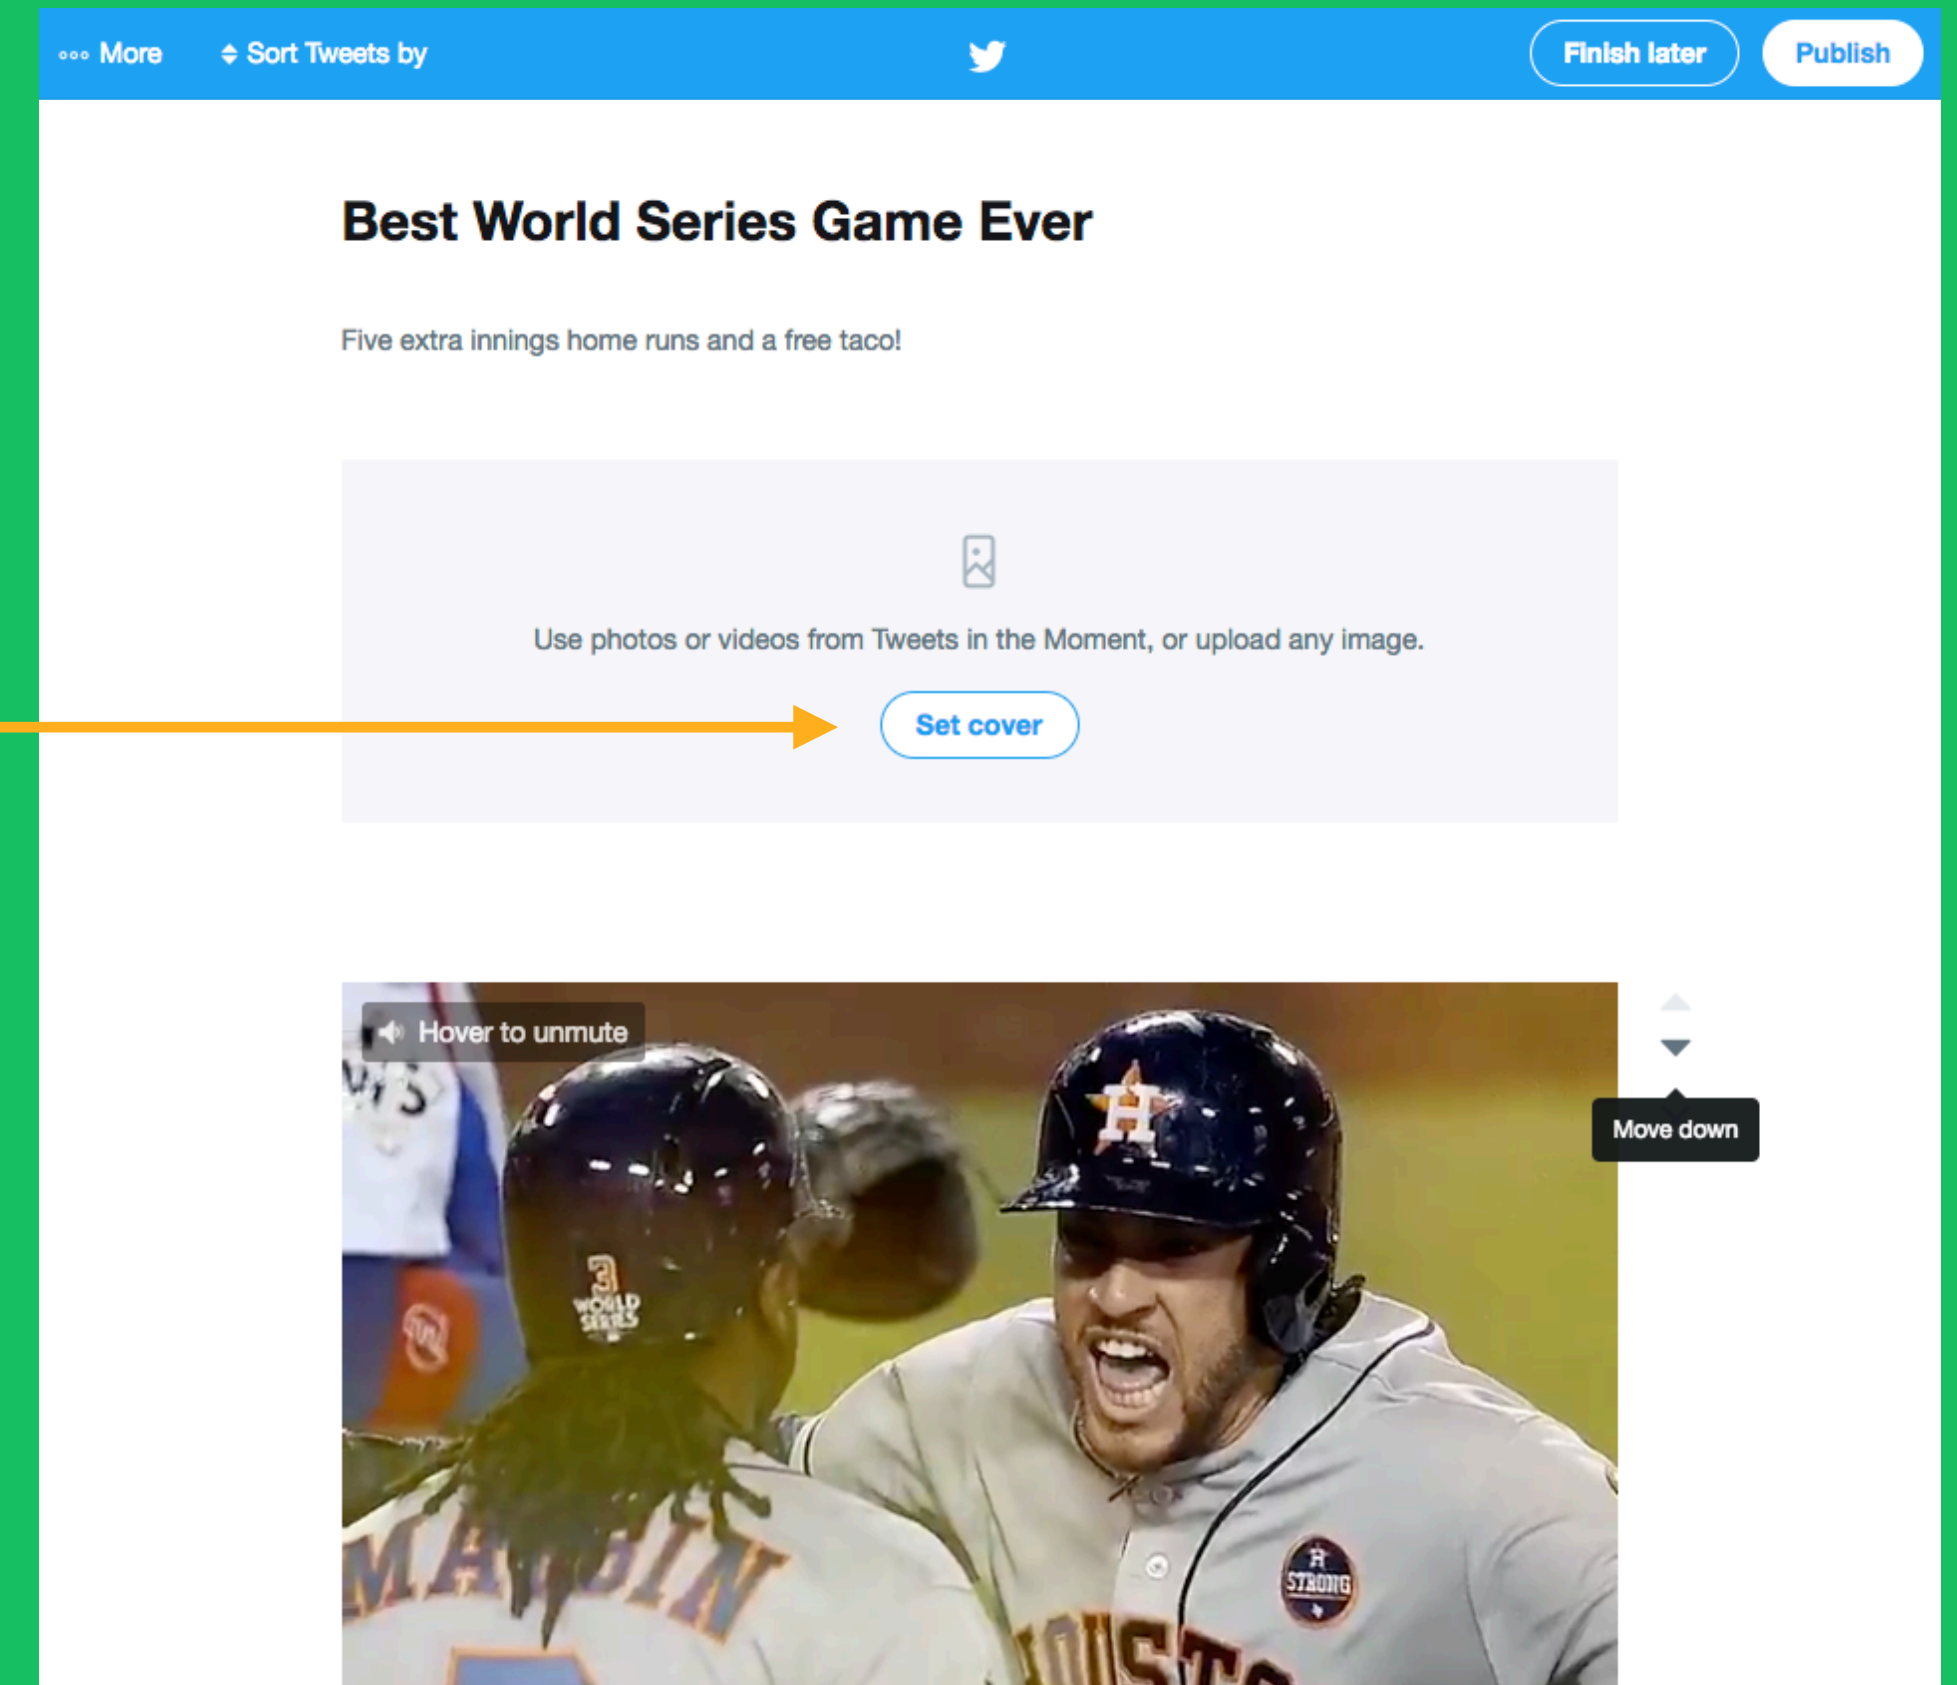 More
Sort Tweets by
Finish later
Publish
Best World Series Game Ever
Five extra innings home runs and a free taco!
Use photos or videos from Tweets in the Moment, or upload any image.
Set cover
Hover to unmute
Move down
H
3
WORLD
SERIES
H
STRONG
MAYBIN
HOUSTO